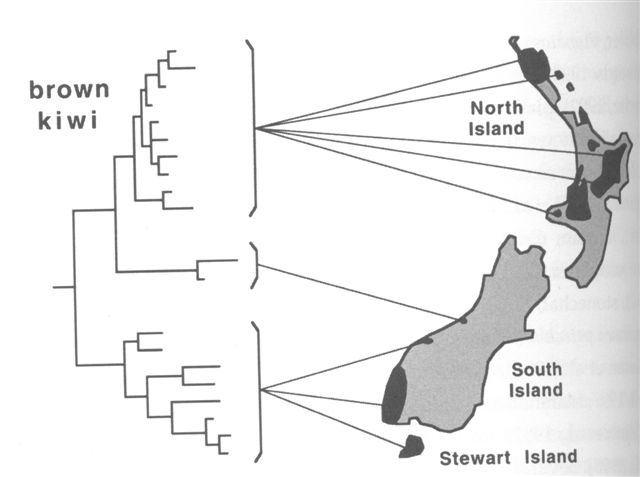 brown
kiwi
North
Island
South
Island
Stewart Island